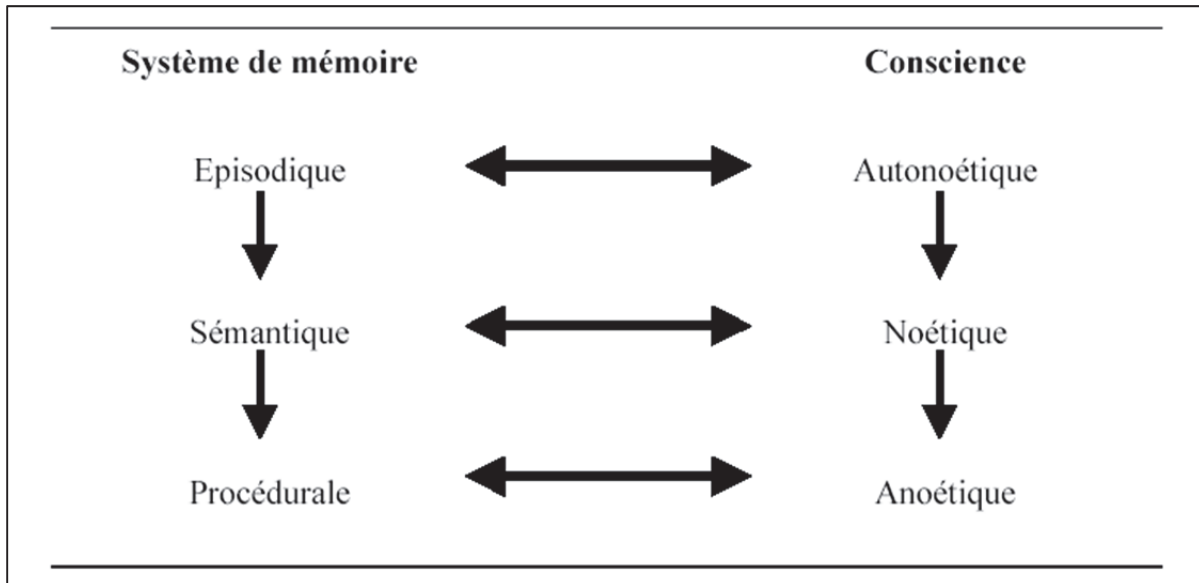 Système de mémoire Conscience
Episodique Autonoétique
Sémantique Noétique
Procédurale Anoétique